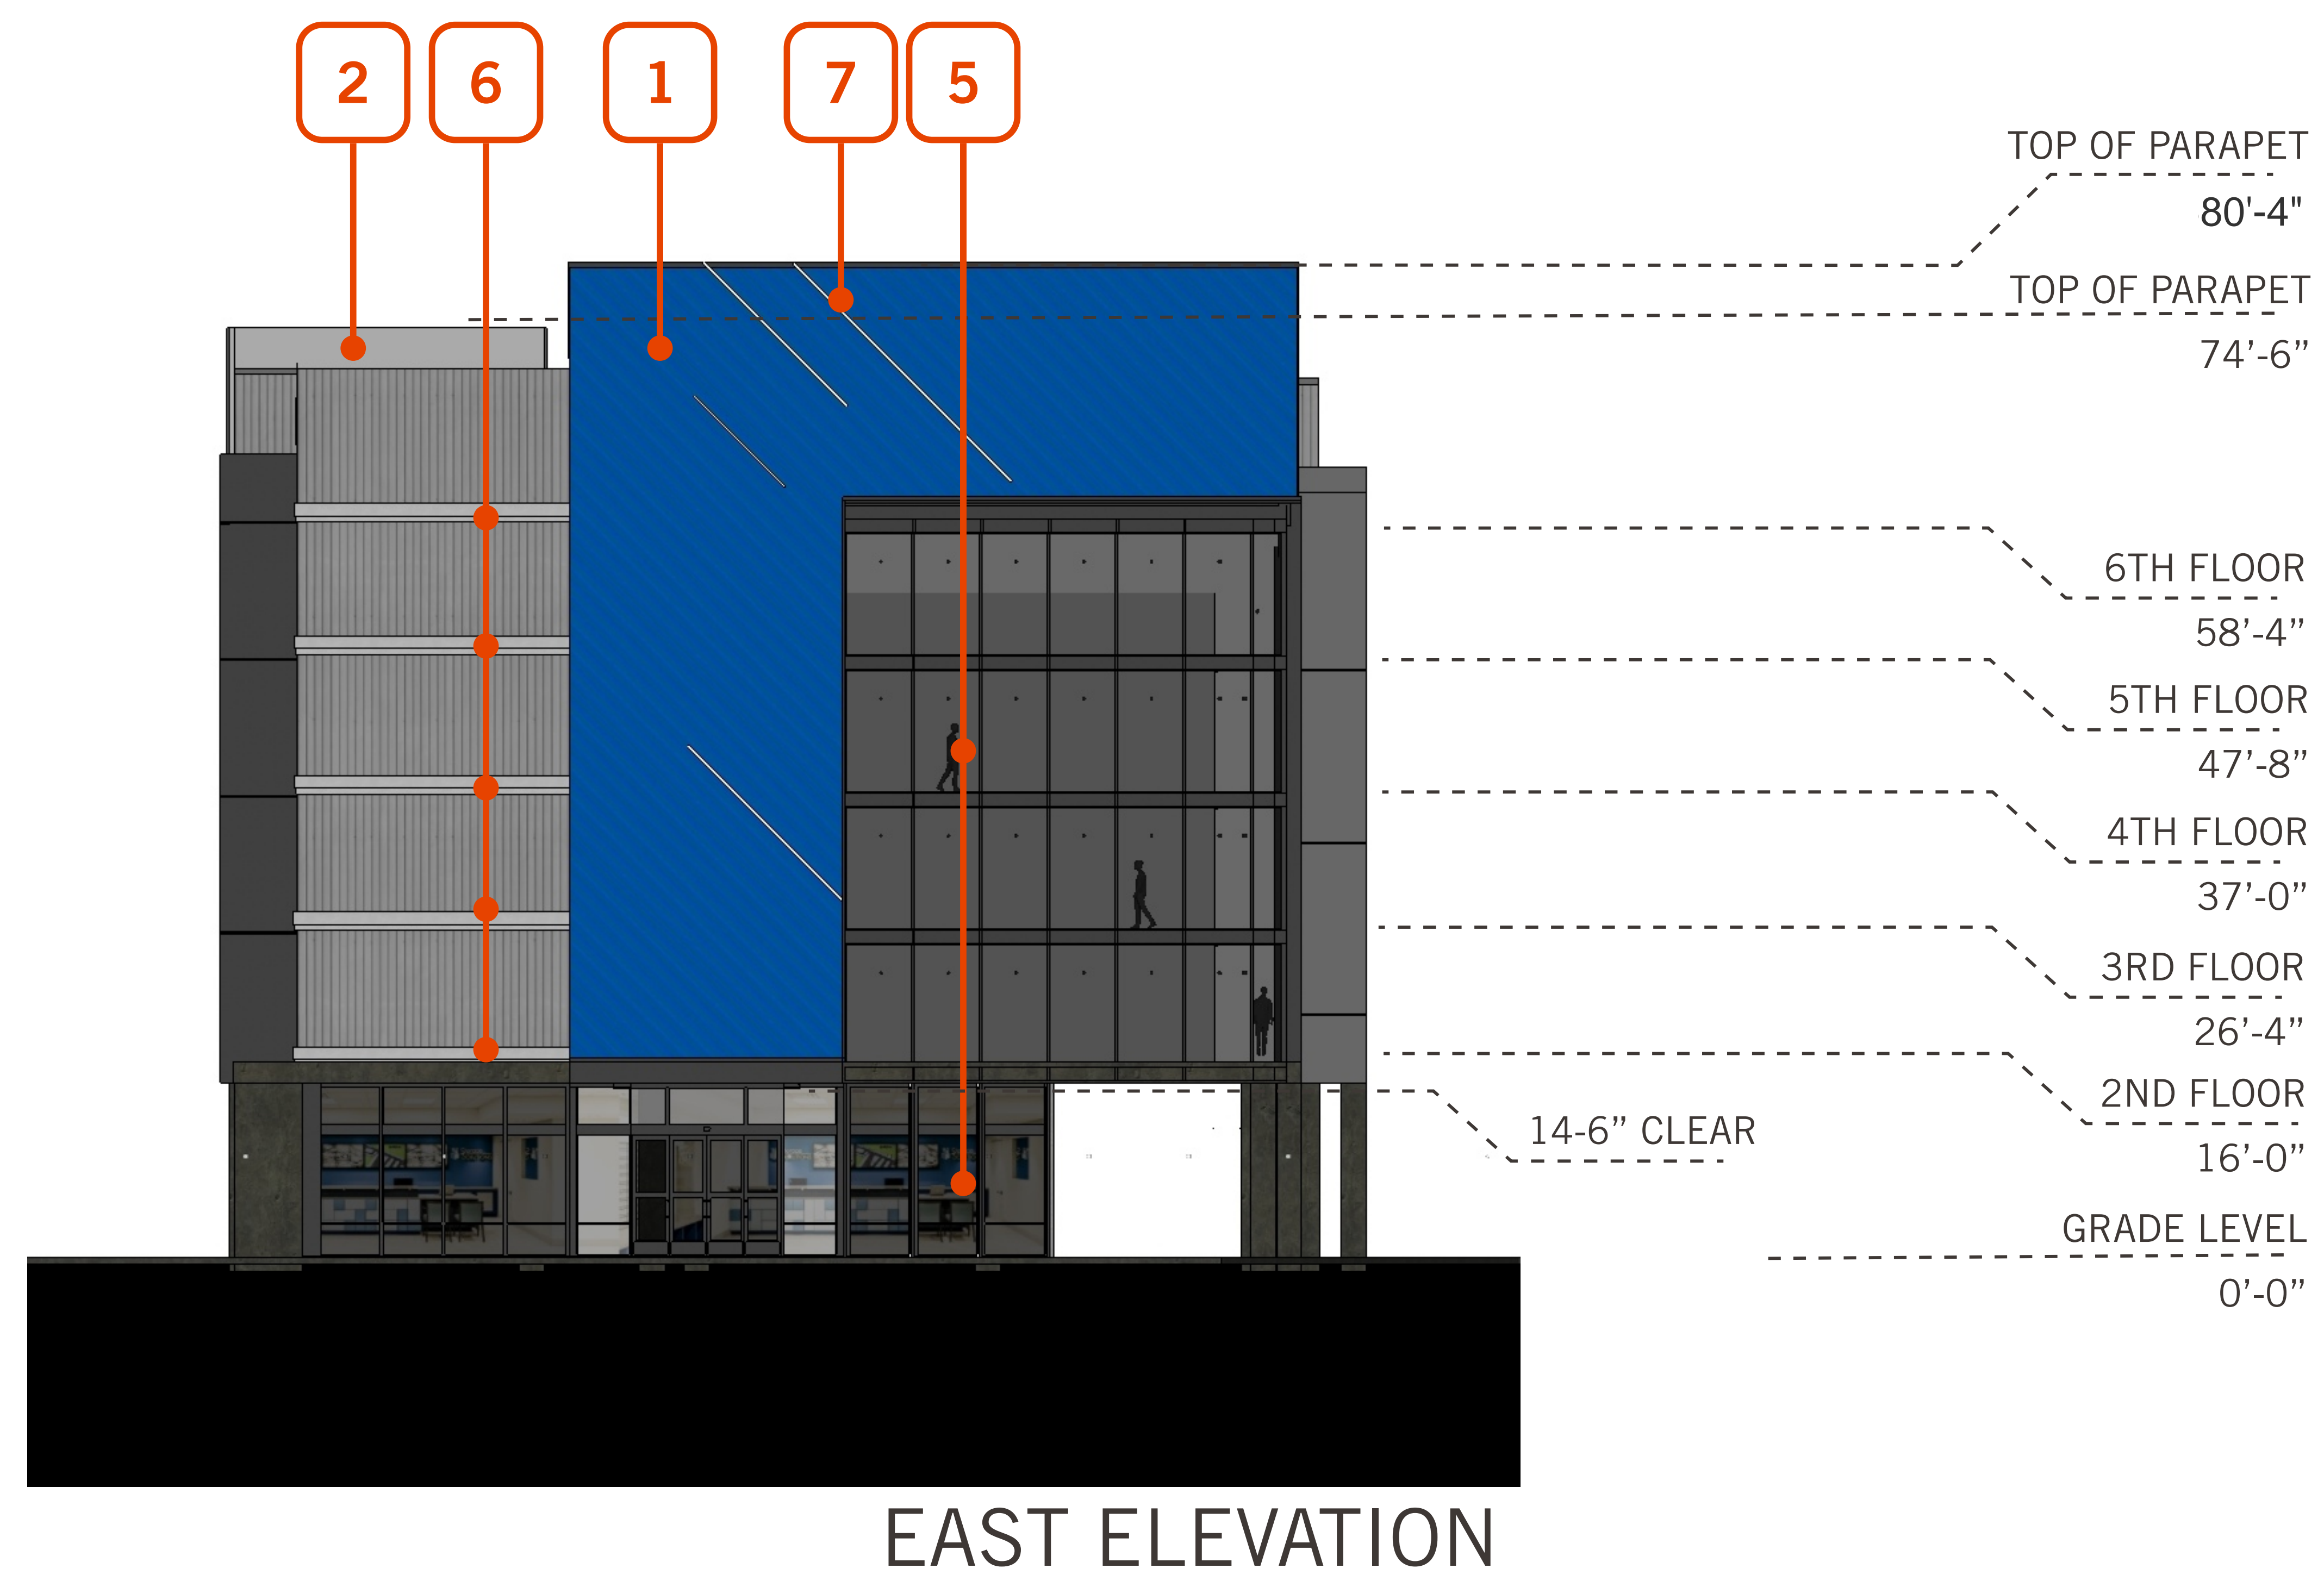 2 6 1 7 5
TOP OF PARAPET
80'-4"
TOP OF PARAPET
74’-6”
6TH FLOOR
58’-4”
5TH FLOOR
47’-8”
4TH FLOOR
37’-0”
3RD FLOOR
26’-4”
2ND FLOOR
16’-0”
14-6” CLEAR
GRADE LEVEL
0’-0”
EAST ELEVATION